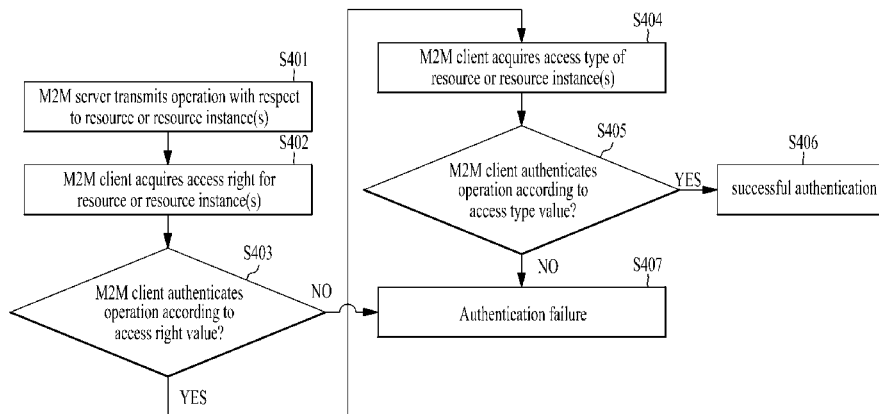 S401
M2M server transmits operation with respect
to resource or resource instance(s)
S402
M2M client acquires access right for
resource or resource instance(s)
S403
M2M client authenticates
operation according to
access right value?
NO
YES
S404
M2M client acquires access type of
resource or resource instance(s)
S405
M2M client authenticates
operation according to
access type value?
YES
NO
S406
successful authentication
S407
Authentication failure